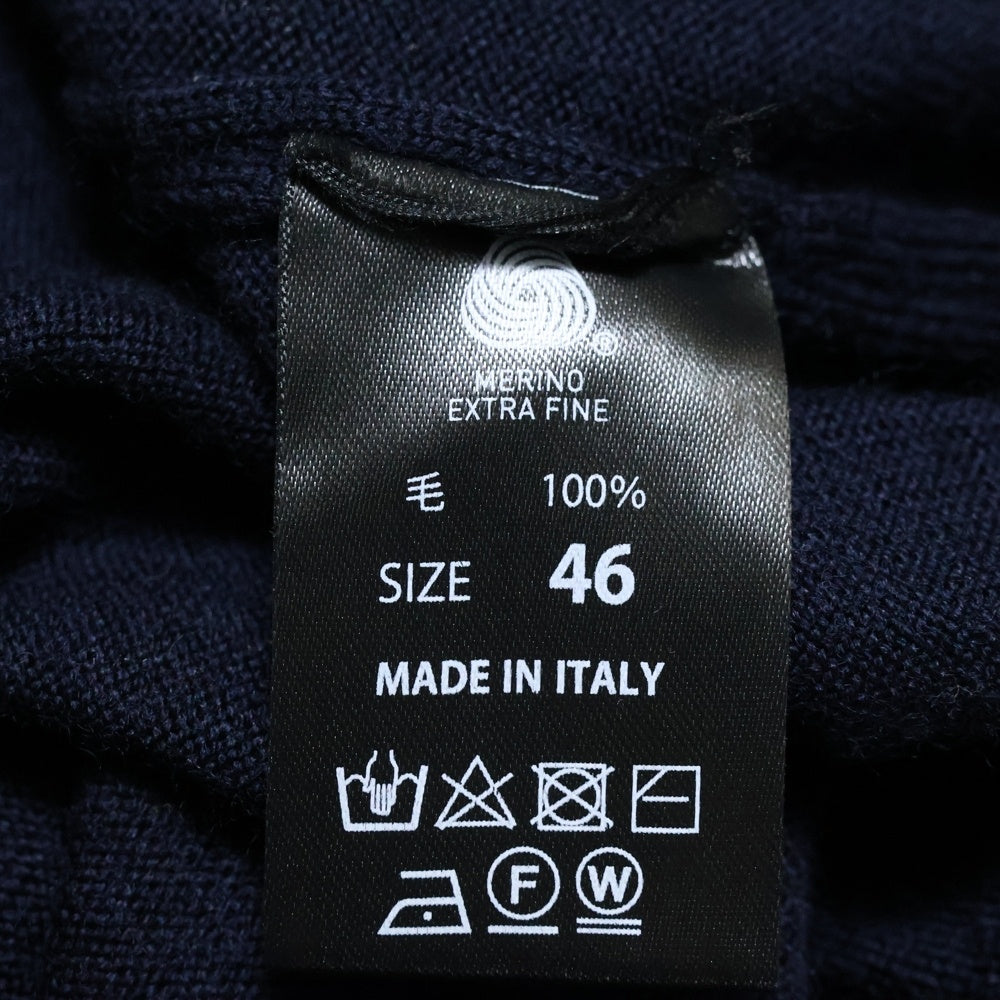 ®
MERINO
EXTRA FINE
毛 100%
SIZE 46
MADE IN ITALY
F W